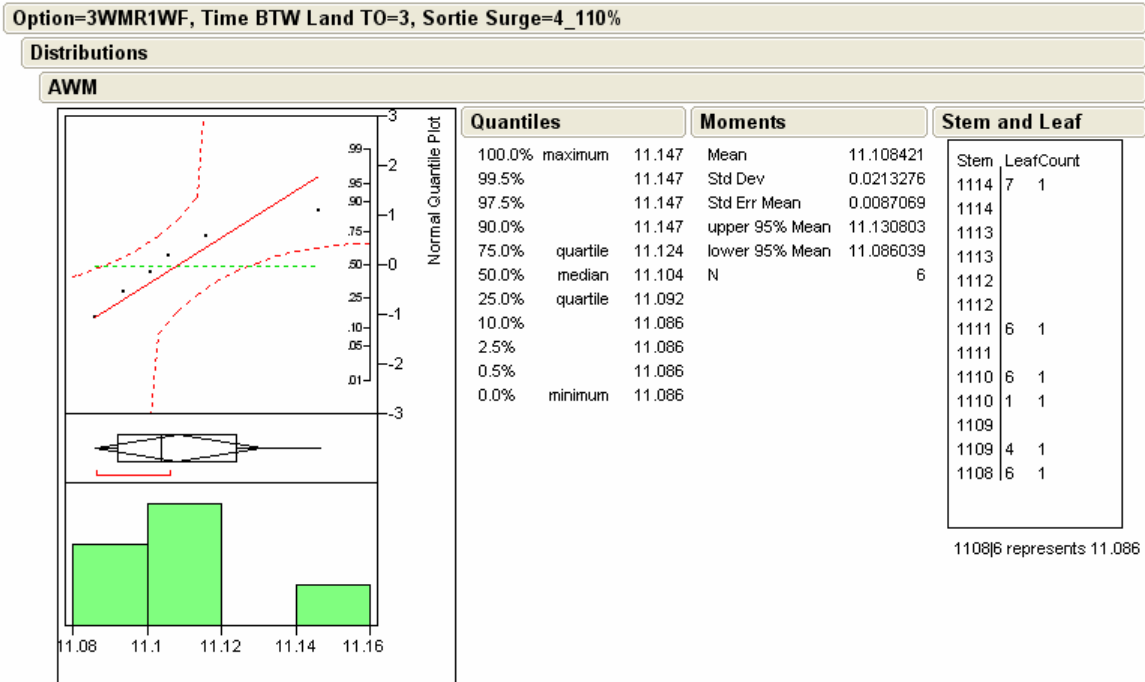 Option=3WMR1WF, Time BTW Land TO=3, Sortie Surge=4_110%
Distributions
AWM
3
2
1
0
-1
-2
-3
.99
.95
.90
.75
.50
.25
.10
.05
.01
Normal Quantile Plot
11.08 11.1 11.12 11.14 11.16
Quantiles
100.0% maximum 11.147
99.5% 11.147
97.5% 11.147
90.0% 11.147
75.0% quartile 11.124
50.0% median 11.104
25.0% quartile 11.092
10.0% 11.086
2.5% 11.086
0.5% 11.086
0.0% minimum 11.086
Moments
Mean 11.108421
Std Dev 0.0213276
Std Err Mean 0.0087069
upper 95% Mean 11.130803
lower 95% Mean 11.086039
N 6
Stem and Leaf
Stem Leaf Count
1114 7 1
1114
1113
1113
1112
1112
1111 6 1
1111
1110 6 1
1110 1 1
1109
1109 4 1
1108 6 1
1108|6 represents 11.086